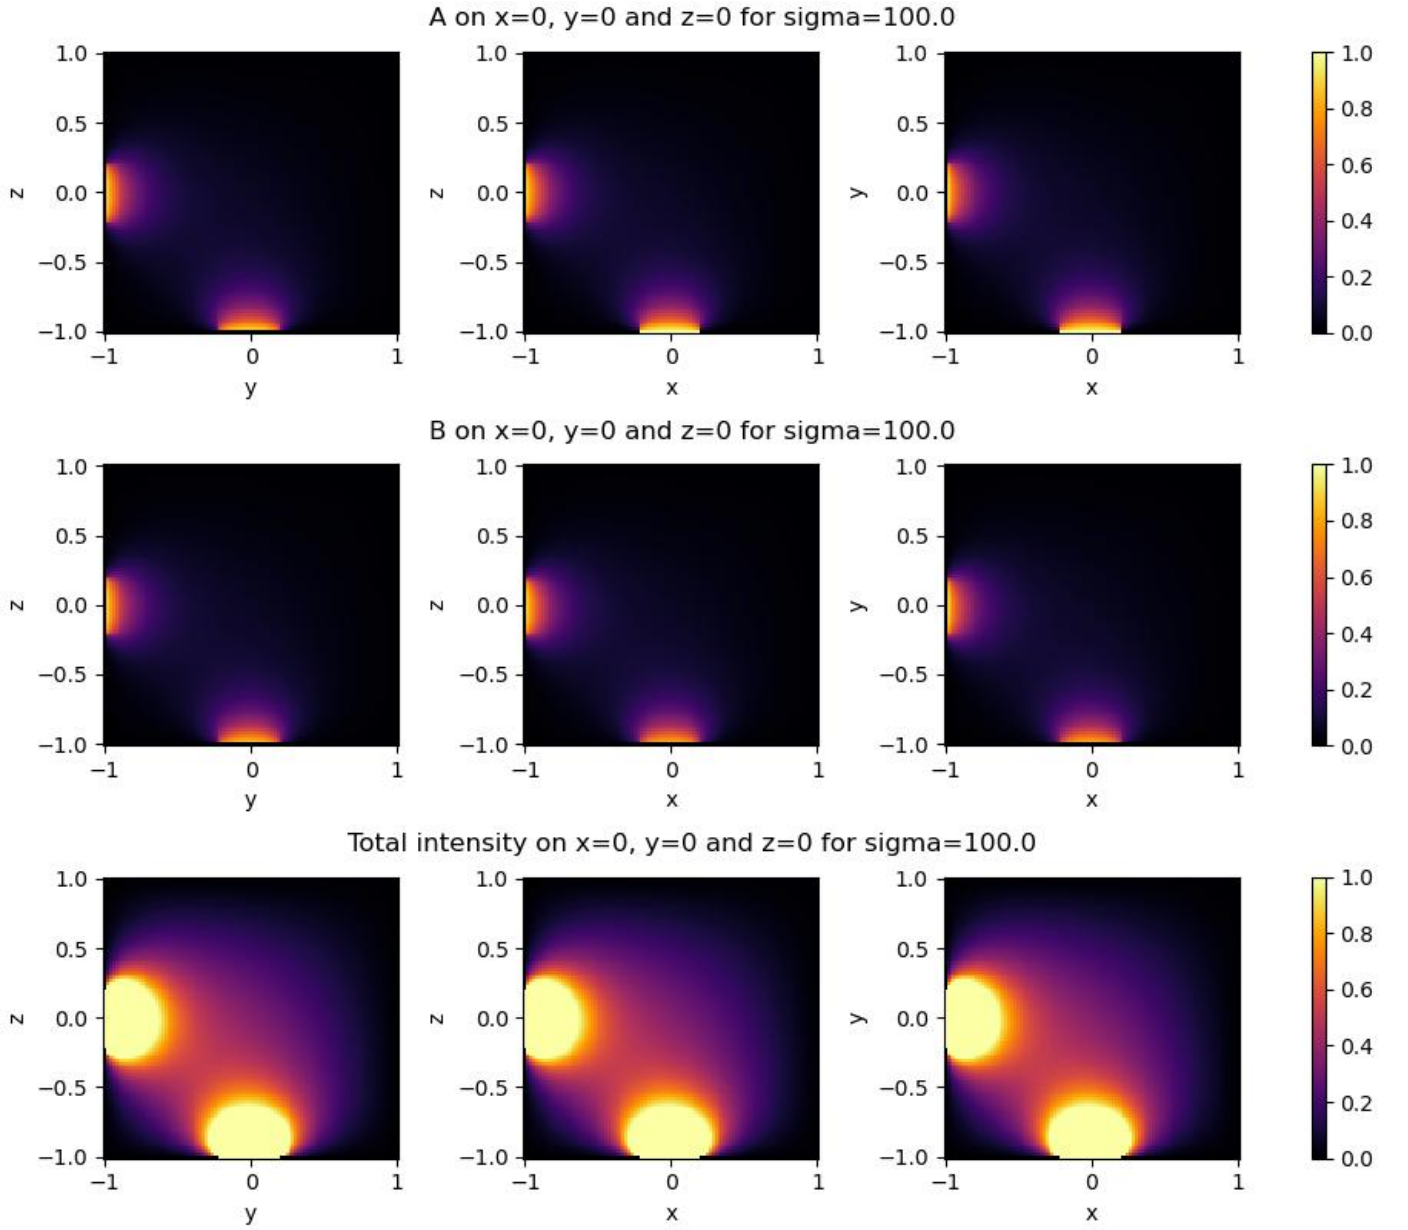 A on x=0, y=0 and z=0 for sigma=100.0
1.0 1.0 1.0 1.0
0.5 0.5 0.5 0.8
z 0.0 z 0.0 y 0.0 0.6
−0.5 −0.5 −0.5 0.4
0.2
−1.0 −1.0 −1.0 0.0
−1 0 1 −1 0 1 −1 0 1
y x x
B on x=0, y=0 and z=0 for sigma=100.0
1.0 1.0 1.0 1.0
0.5 0.5 0.5 0.8
z 0.0 z 0.0 y 0.0 0.6
−0.5 −0.5 −0.5 0.4
0.2
−1.0 −1.0 −1.0 0.0
−1 0 1 −1 0 1 −1 0 1
y x x
Total intensity on x=0, y=0 and z=0 for sigma=100.0
1.0 1.0 1.0 1.0
0.5 0.5 0.5 0.8
z 0.0 z 0.0 y 0.0 0.6
−0.5 −0.5 −0.5 0.4
0.2
−1.0 −1.0 −1.0 0.0
−1 0 1 −1 0 1 −1 0 1
y x x